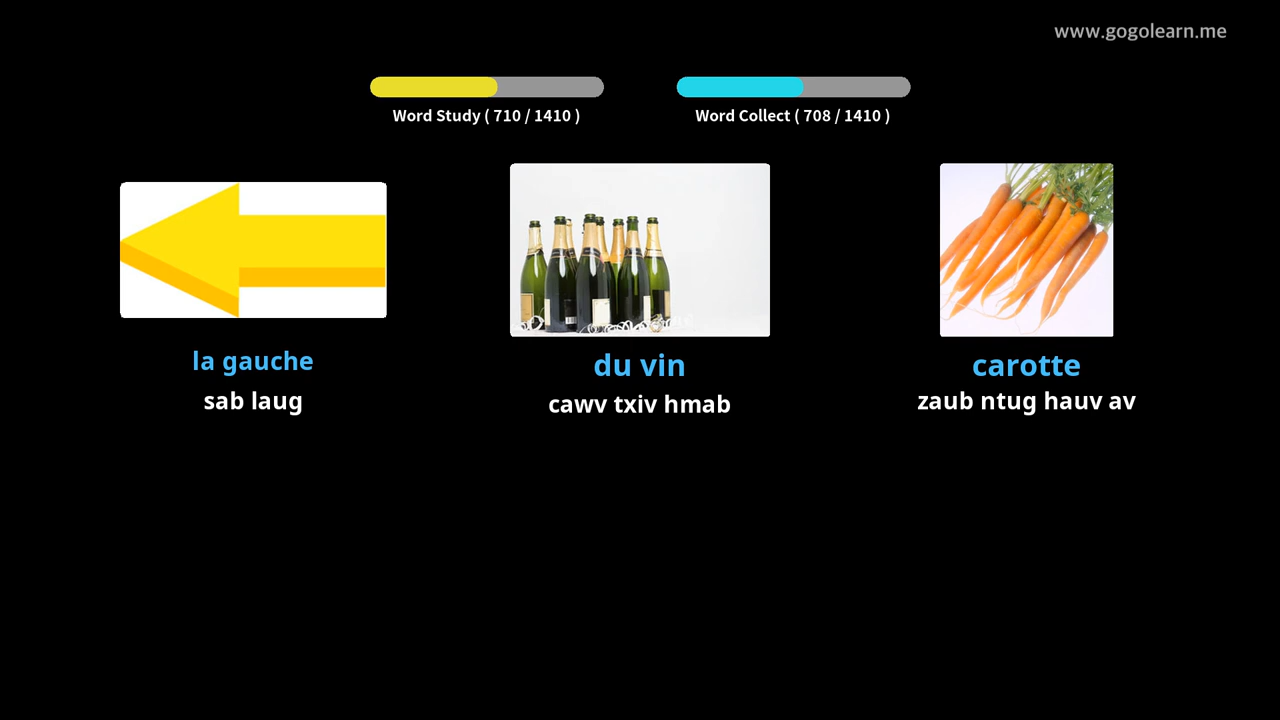 www.gogolearn.me
Word Study ( 710 / 1410 )
Word Collect ( 708 / 1410 )
la gauche
sab laug
du vin
cawv txiv hmab
carotte
zaub ntug hauv av